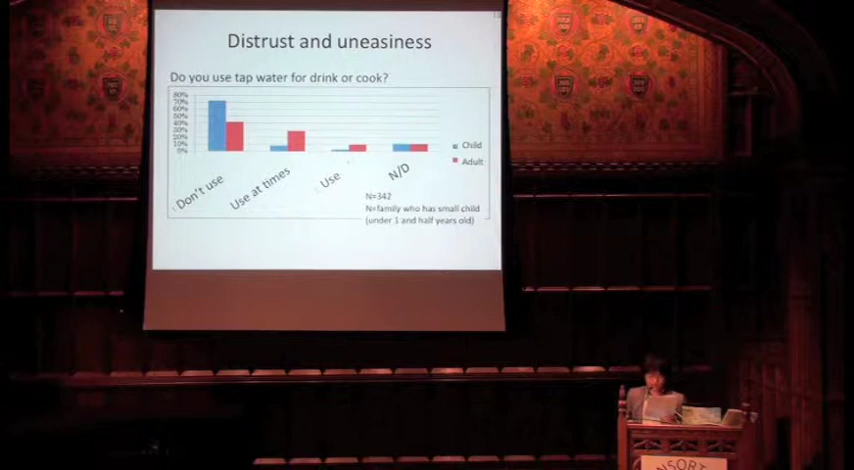 Distrust and uneasiness
Do you use tap water for drink or cook?
80%
70%
60%
50%
40%
30%
20%
10%
0%
Don't use
Use at times
Use
N/D
Child
Adult
N=342
N=family who has small child
(under 1 and half years old)
NSORT